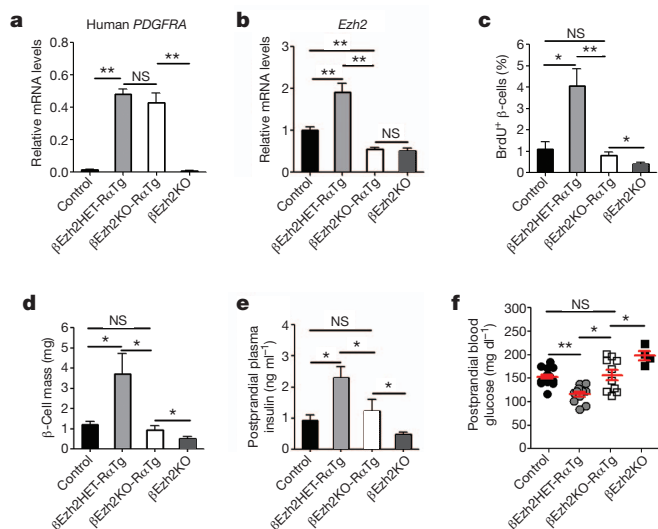 a
Human PDGFRA
Relative mRNA levels
0.6
0.4
0.2
0
**
NS
**
Control
βEzh2HET-RαTg
βEzh2KO-RαTg
βEzh2KO
b
Ezh2
Relative mRNA levels
3
2
1
0
**
**
**
NS
Control
βEzh2HET-RαTg
βEzh2KO-RαTg
βEzh2KO
c
BrdU+ β-cells (%)
6
5
4
3
2
1
0
NS
*
**
*
Control
βEzh2HET-RαTg
βEzh2KO-RαTg
βEzh2KO
d
β-Cell mass (mg)
6
5
4
3
2
1
0
NS
*
*
*
Control
βEzh2HET-RαTg
βEzh2KO-RαTg
βEzh2KO
e
Postprandial plasma
insulin (ng ml−1)
4
3
2
1
0
NS
*
*
*
Control
βEzh2HET-RαTg
βEzh2KO-RαTg
βEzh2KO
f
Postprandial blood
glucose (mg dl−1)
300
250
200
150
100
50
0
NS
**
*
*
Control
βEzh2HET-RαTg
βEzh2KO-RαTg
βEzh2KO